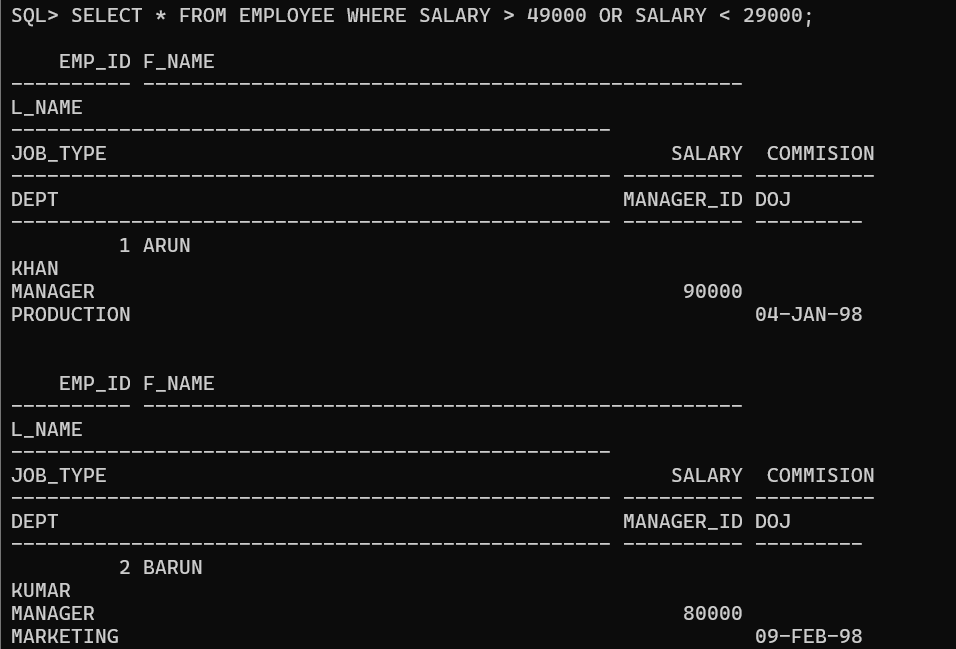 SQL> SELECT * FROM EMPLOYEE WHERE SALARY > 49000 OR SALARY < 29000;
    EMP_ID F_NAME
---------- --------------------------------------------------
L_NAME
--------------------------------------------------
JOB_TYPE                                                   SALARY  COMMISION
-------------------------------------------------- ---------- ----------
DEPT                                               MANAGER_ID DOJ
-------------------------------------------------- ---------- ---------
         1 ARUN
KHAN
MANAGER                                                 90000
PRODUCTION                                                    04-JAN-98
    EMP_ID F_NAME
---------- --------------------------------------------------
L_NAME
--------------------------------------------------
JOB_TYPE                                               SALARY  COMMISION
-------------------------------------------------- ---------- ----------
DEPT                                               MANAGER_ID DOJ
-------------------------------------------------- ---------- ---------
         2 BARUN
KUMAR
MANAGER                                                 80000
MARKETING                                                     09-FEB-98